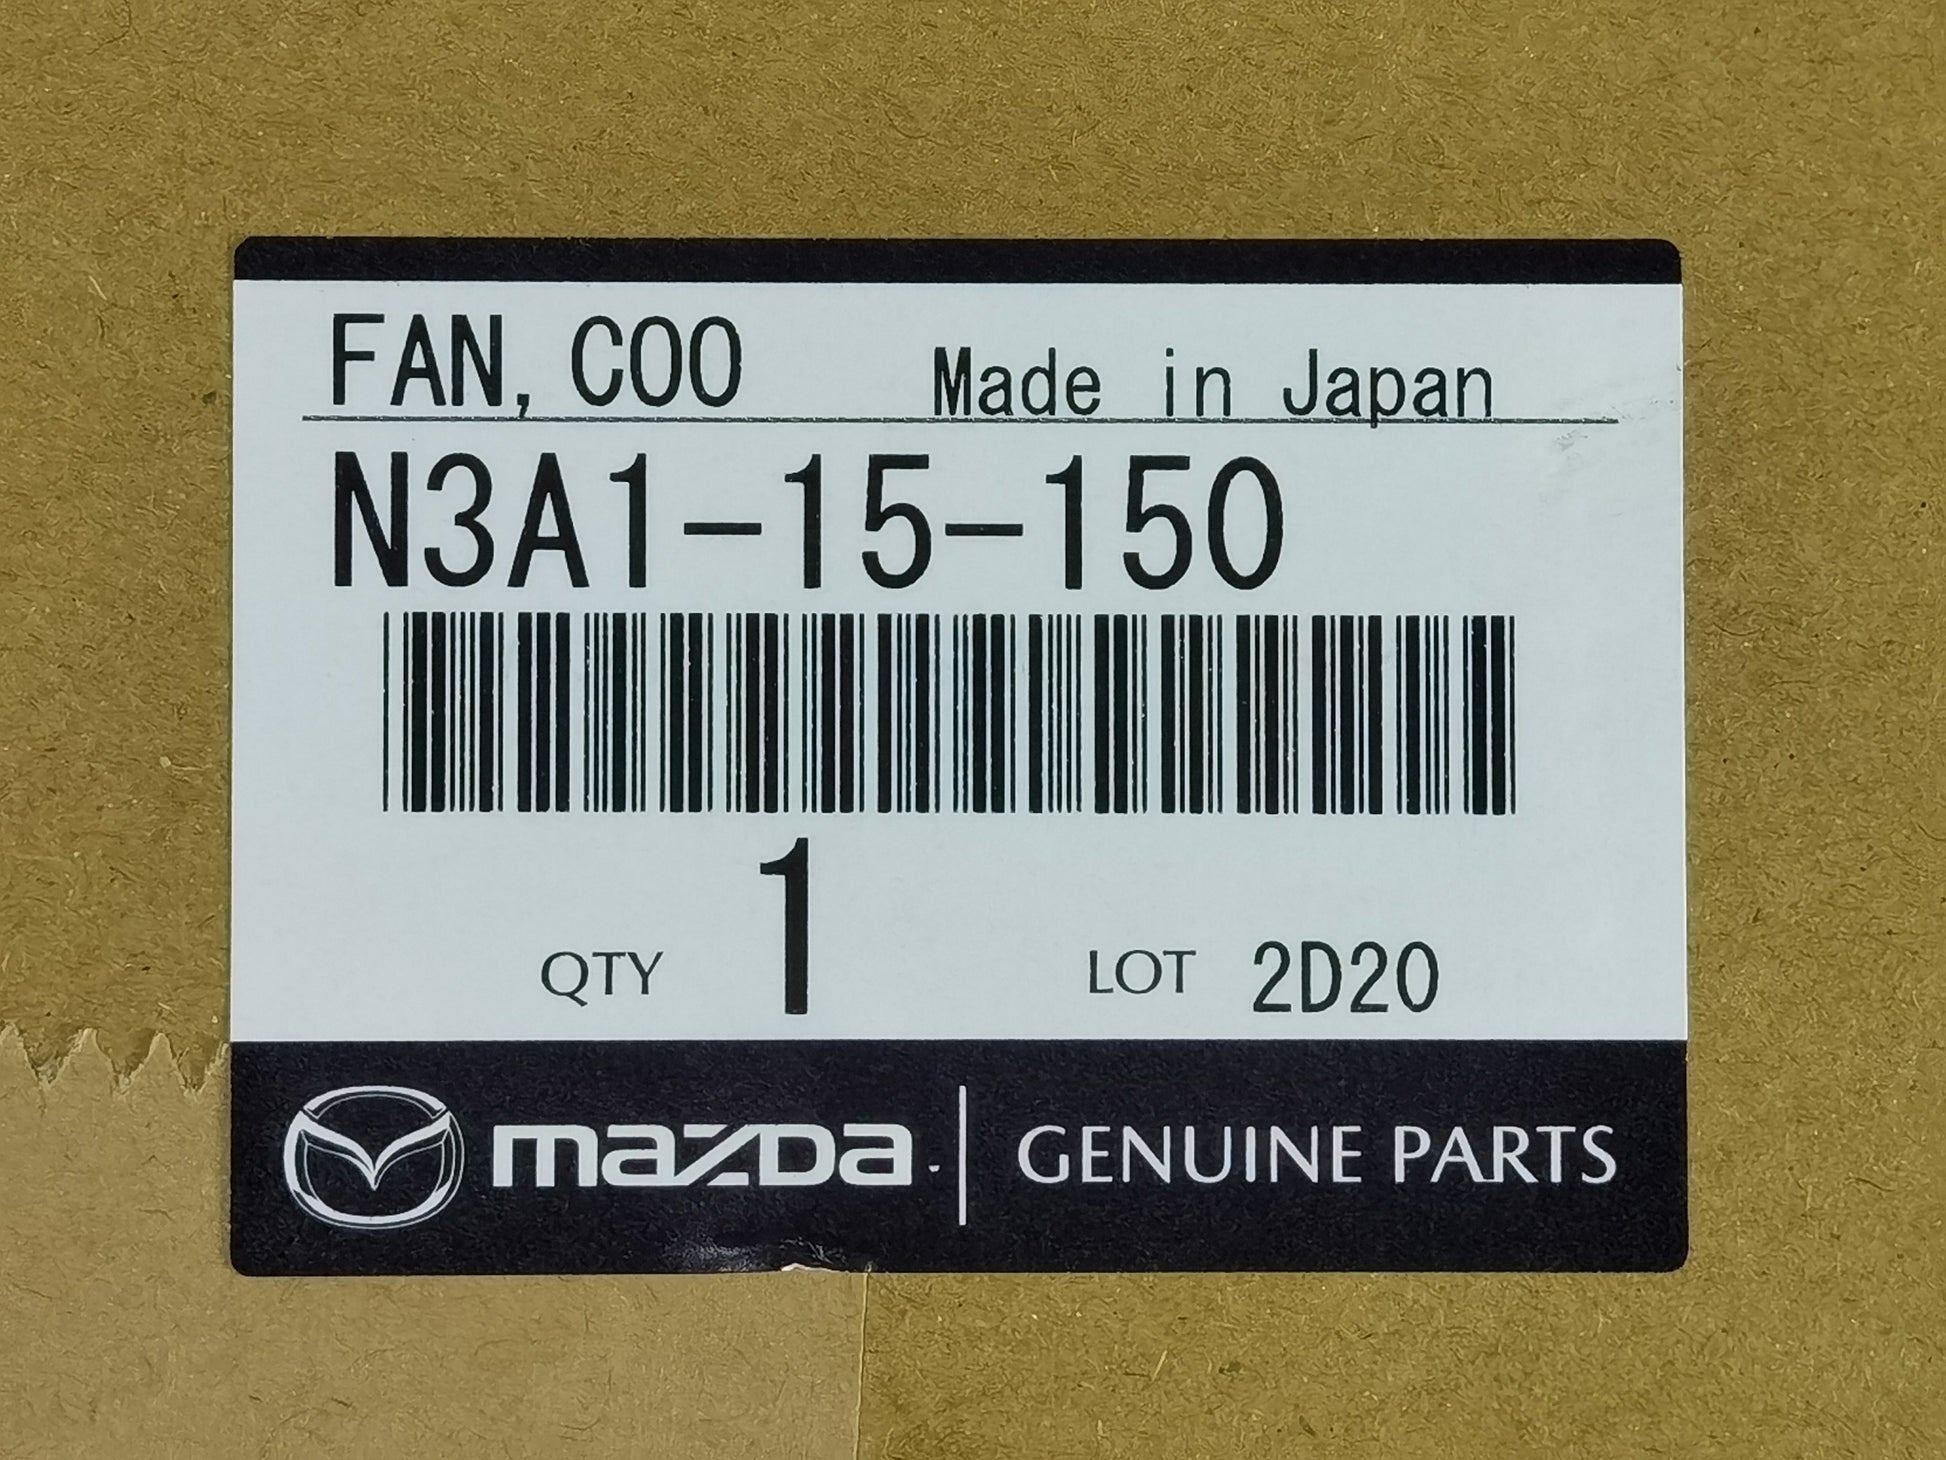 FAN, COO Made in Japan
N3A1-15-150
QTY 1 LOT 2D20
mazda GENUINE PARTS